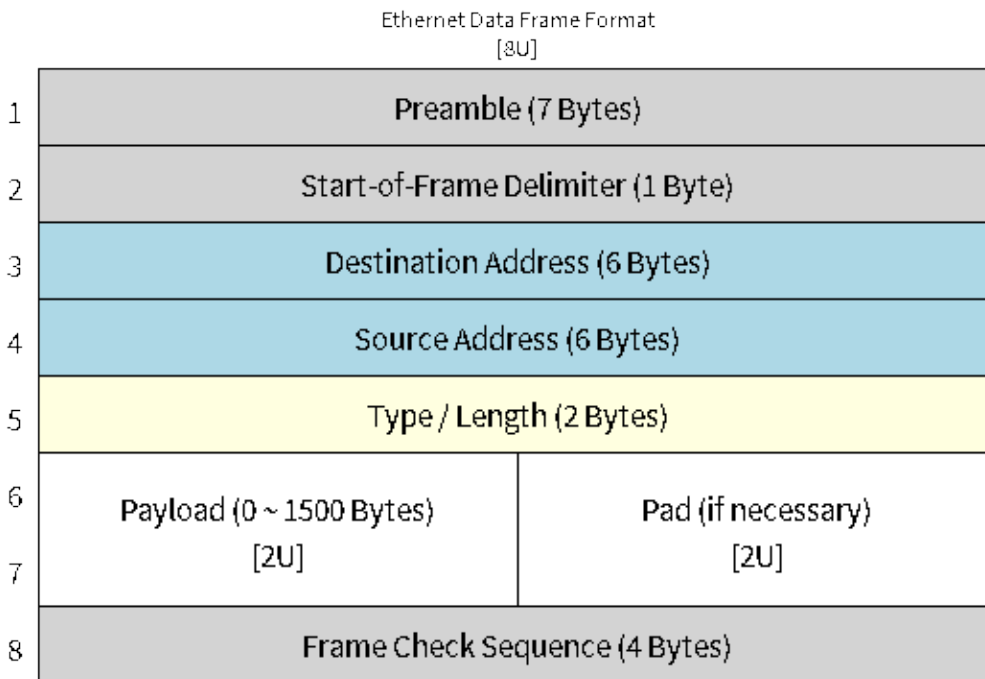 Ethernet Data Frame Format
[8U]
1 Preamble (7 Bytes)
2 Start-of-Frame Delimiter (1 Byte)
3 Destination Address (6 Bytes)
4 Source Address (6 Bytes)
5 Type / Length (2 Bytes)
6 Payload (0 ~ 1500 Bytes) Pad (if necessary)
7 [2U] [2U]
8 Frame Check Sequence (4 Bytes)